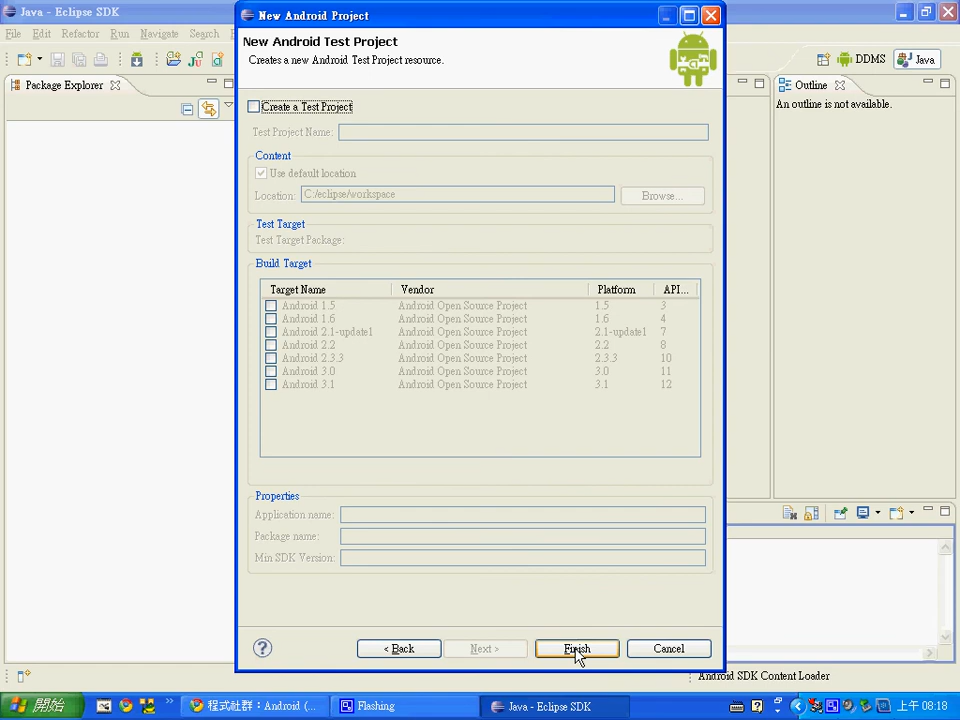 Java - Eclipse SDK
New Android Project
File Edit Refactor Run Navigate Search
New Android Test Project
Creates a new Android Test Project resource.
DDMS Java
Package Explorer
Outline
An outline is not available.
Create a Test Project
Test Project Name:
Content
Use default location
Location: C:/eclipse/workspace Browse...
Test Target
Test Target Package:
Build Target
Target Name Vendor Platform API...
Android 1.5 Android Open Source Project 1.5 3
Android 1.6 Android Open Source Project 1.6 4
Android 2.1-update1 Android Open Source Project 2.1-update1 7
Android 2.2 Android Open Source Project 2.2 8
Android 2.3.3 Android Open Source Project 2.3.3 10
Android 3.0 Android Open Source Project 3.0 11
Android 3.1 Android Open Source Project 3.1 12
Properties
Application name:
Package name:
Min SDK Version:
< Back Next > Finish Cancel
Android SDK Content Loader
開始 程式社群：Android (... Flashing Java - Eclipse SDK 上午 08:18